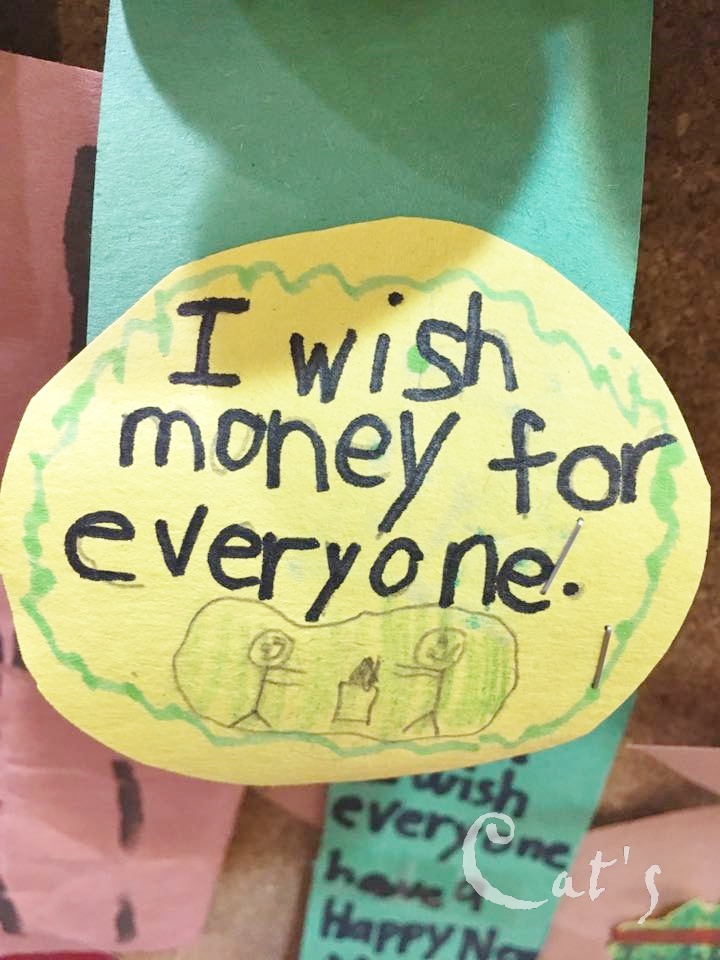 I wish
money for
everyone.
wish
everyone
have a
Happy
Cat's